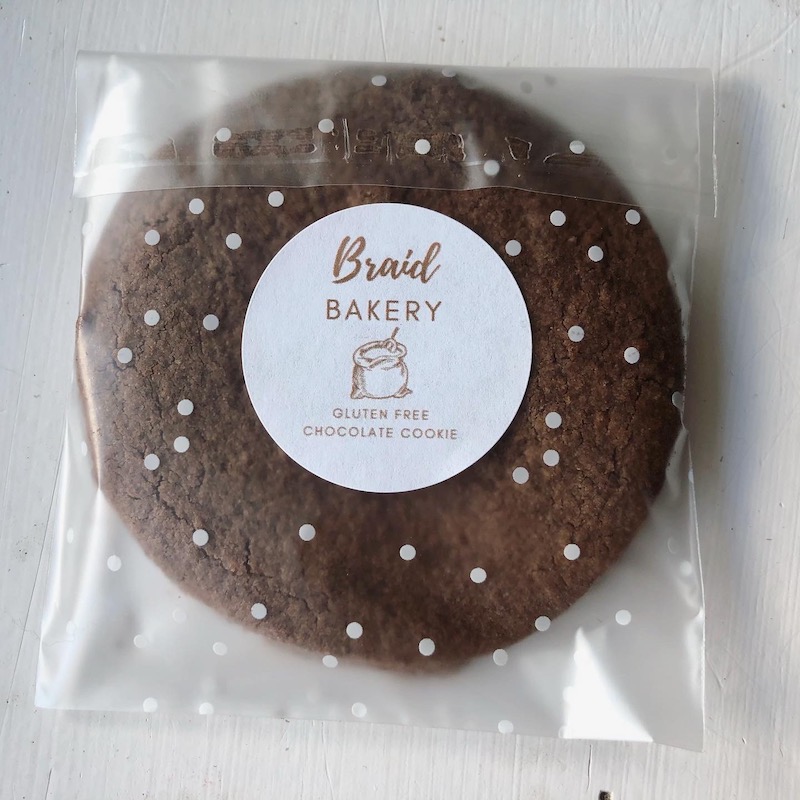 Braid
BAKERY
GLUTEN FREE
CHOCOLATE COOKIE